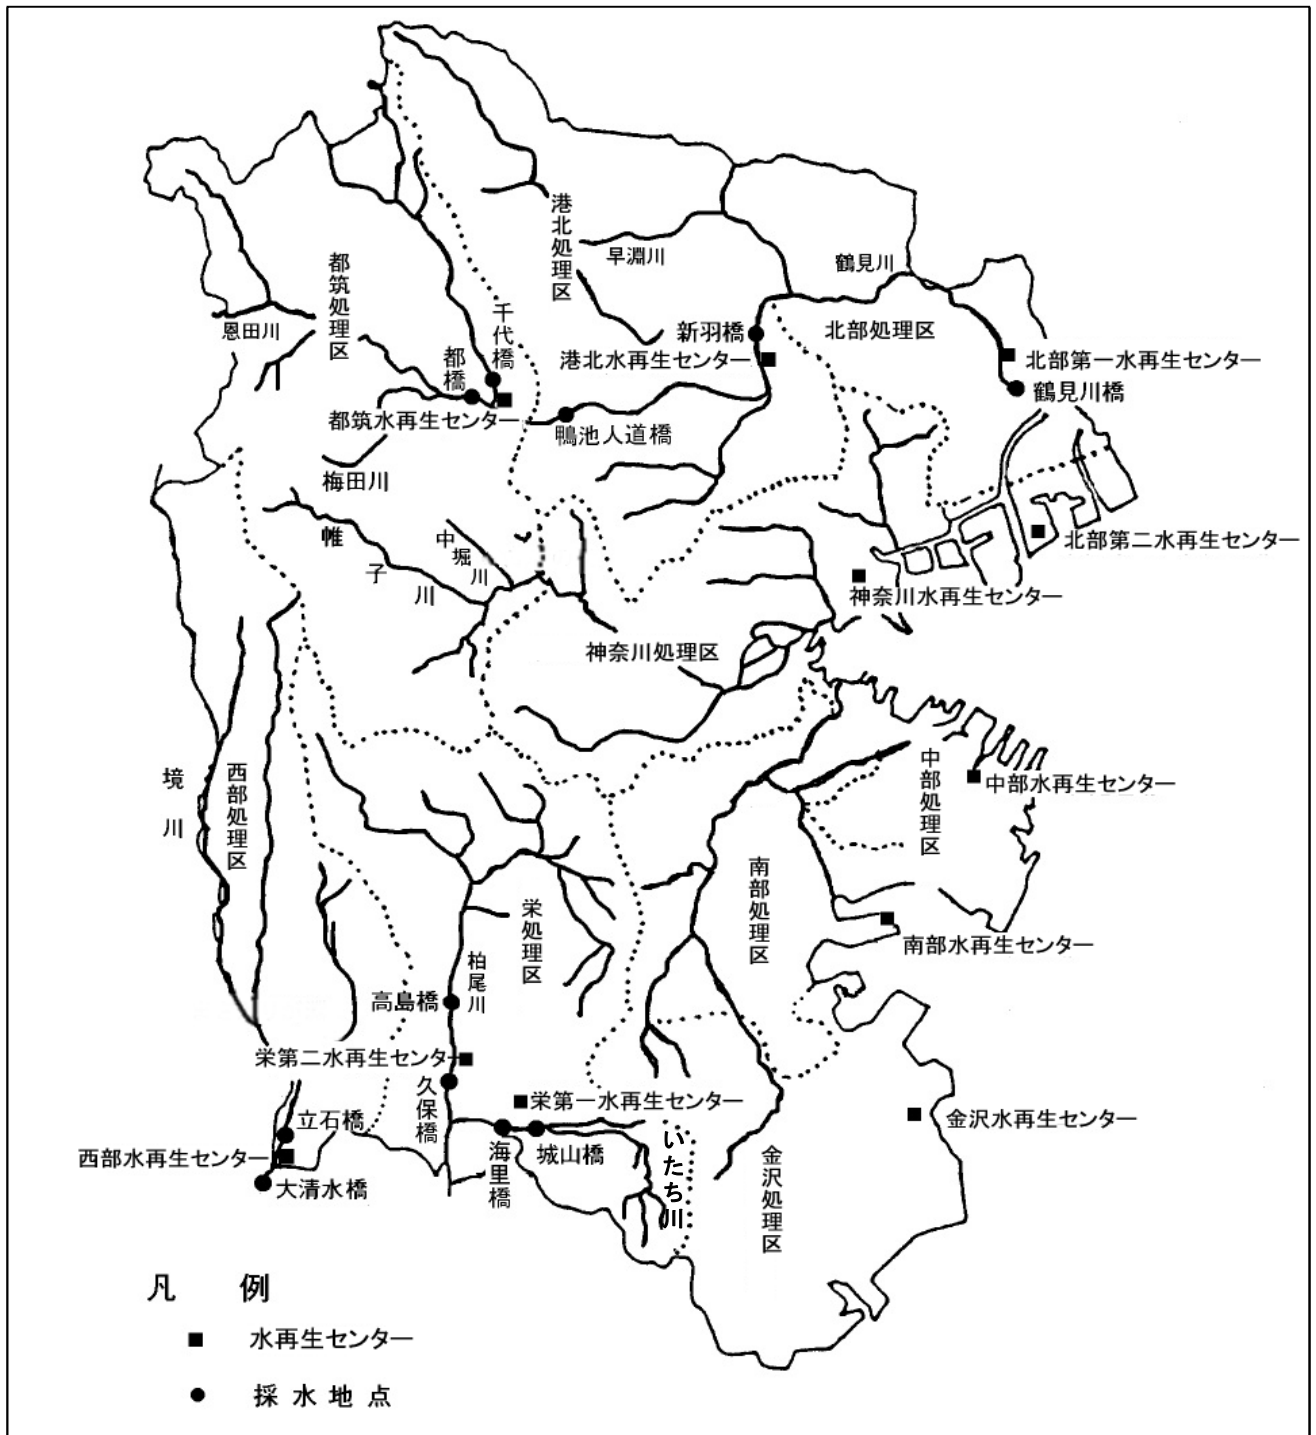 港北処理区
早淵川
鶴見川
都筑処理区
恩田川
千代橋
新羽橋
北部処理区
都橋
港北水再生センター
北部第一水再生センター
鶴見川橋
都筑水再生センター
鴨池人道橋
梅田川
帷子川
中堀川
北部第二水再生センター
神奈川水再生センター
神奈川処理区
境川
西部処理区
中部処理区
中部水再生センター
南部処理区
栄処理区
南部水再生センター
柏尾川
高島橋
栄第二水再生センター
久保橋
栄第一水再生センター
金沢水再生センター
立石橋
海里橋
城山橋
いたち川
西部水再生センター
大清水橋
金沢処理区
凡 例
■ 水再生センター
● 採水地点